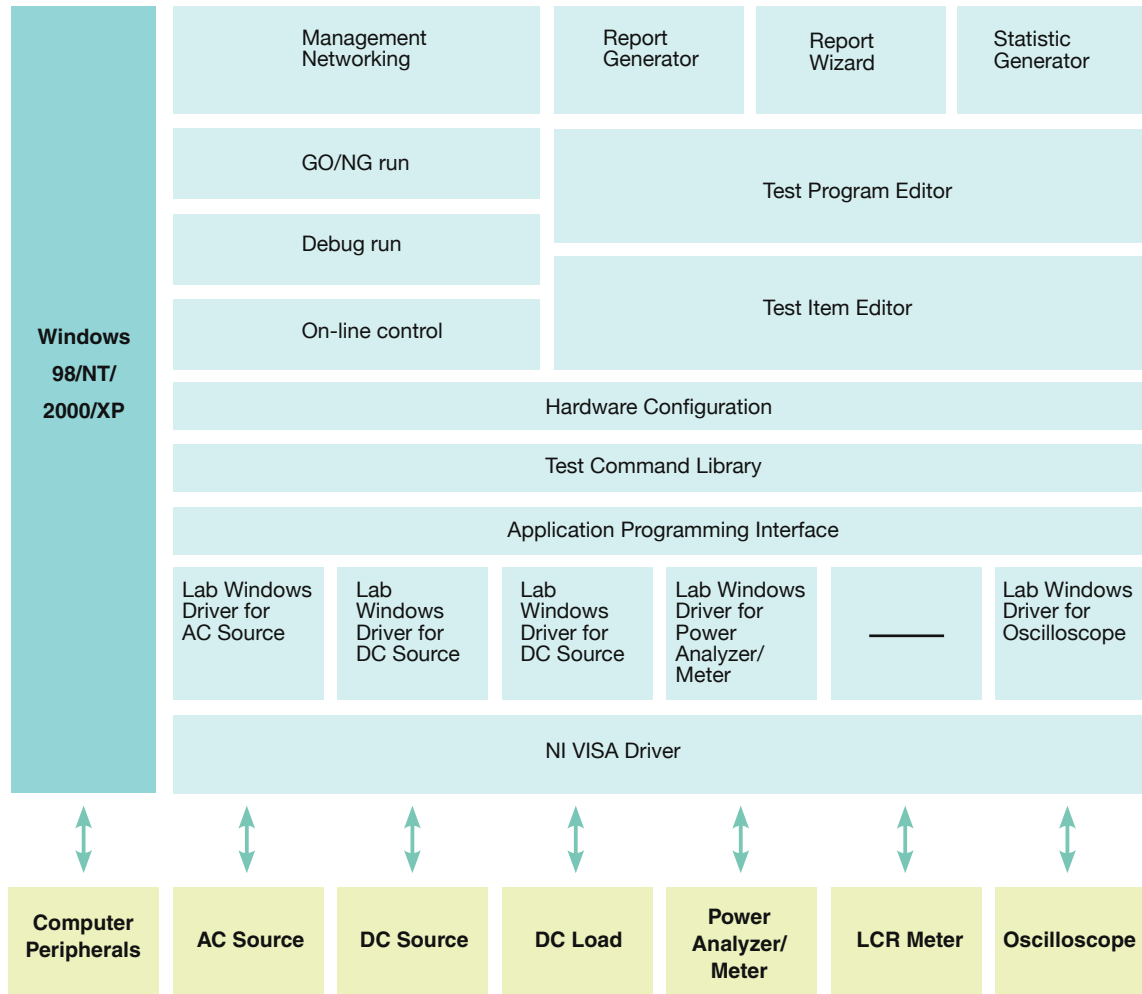 Management
Networking
Report
Generator
Report
Wizard
Statistic
Generator
GO/NG run
Test Program Editor
Debug run
Test Item Editor
On-line control
Windows
98/NT/
2000/XP
Hardware Configuration
Test Command Library
Application Programming Interface
Lab Windows
Driver for
AC Source
Lab
Windows
Driver for
DC Source
Lab
Windows
Driver for
DC Source
Lab Windows
Driver for
Power
Analyzer/
Meter
Lab Windows
Driver for
Oscilloscope
NI VISA Driver
Computer
Peripherals
AC Source
DC Source
DC Load
Power
Analyzer/
Meter
LCR Meter
Oscilloscope